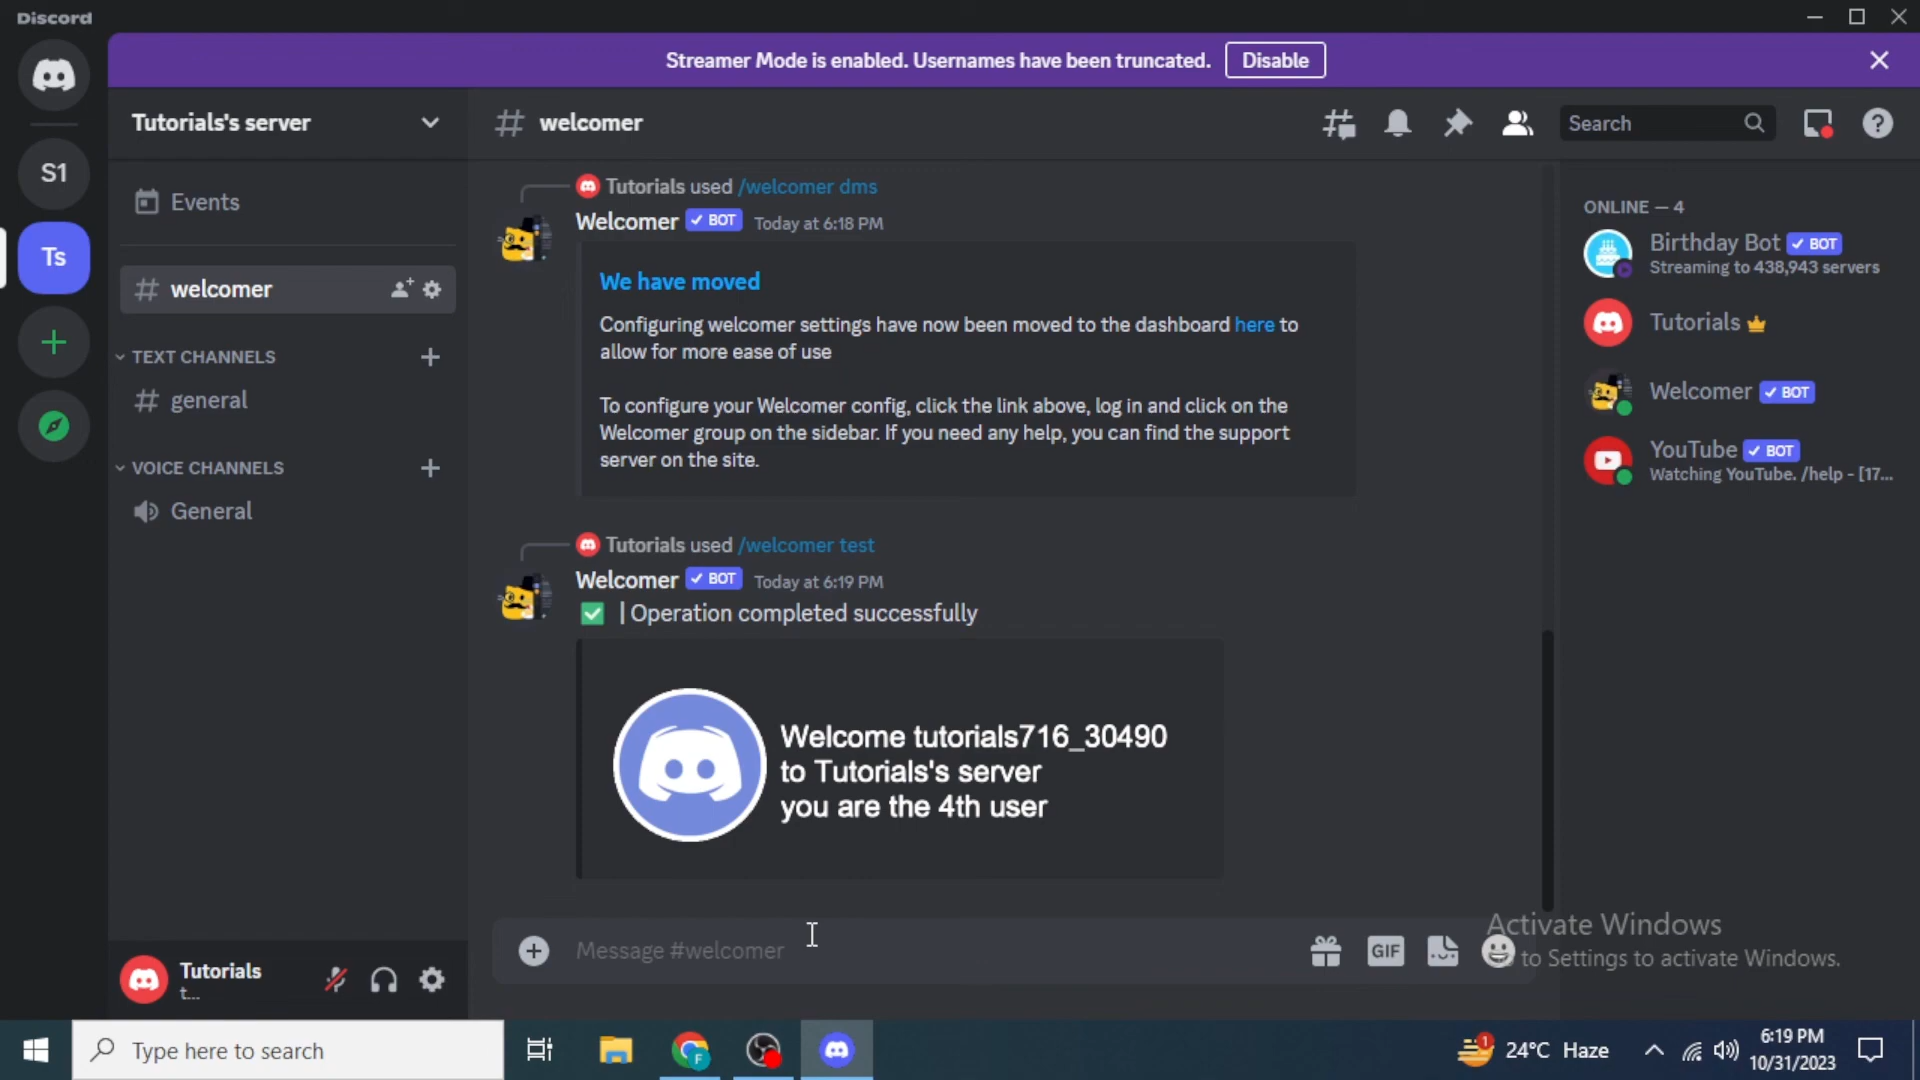 Discord
Streamer Mode is enabled. Usernames have been truncated.
Disable
S1
Ts
Tutorials's server
Events
welcomer
TEXT CHANNELS
general
VOICE CHANNELS
General
Tutorials
t...
# welcomer
Search
Tutorials used /welcomer dms
Welcomer ✓ BOT Today at 6:18 PM
We have moved
Configuring welcomer settings have now been moved to the dashboard here to
allow for more ease of use
To configure your Welcomer config, click the link above, log in and click on the
Welcomer group on the sidebar. If you need any help, you can find the support
server on the site.
Tutorials used /welcomer test
Welcomer ✓ BOT Today at 6:19 PM
✅ | Operation completed successfully
Welcome tutorials716_30490
to Tutorials's server
you are the 4th user
Message #welcomer
GIF
ONLINE — 4
Birthday Bot ✓ BOT
Streaming to 438,943 servers
Tutorials
Welcomer ✓ BOT
YouTube ✓ BOT
Watching YouTube. /help - [17...
Activate Windows
to Settings to activate Windows.
Type here to search
F
1
24°C Haze
6:19 PM
10/31/2023